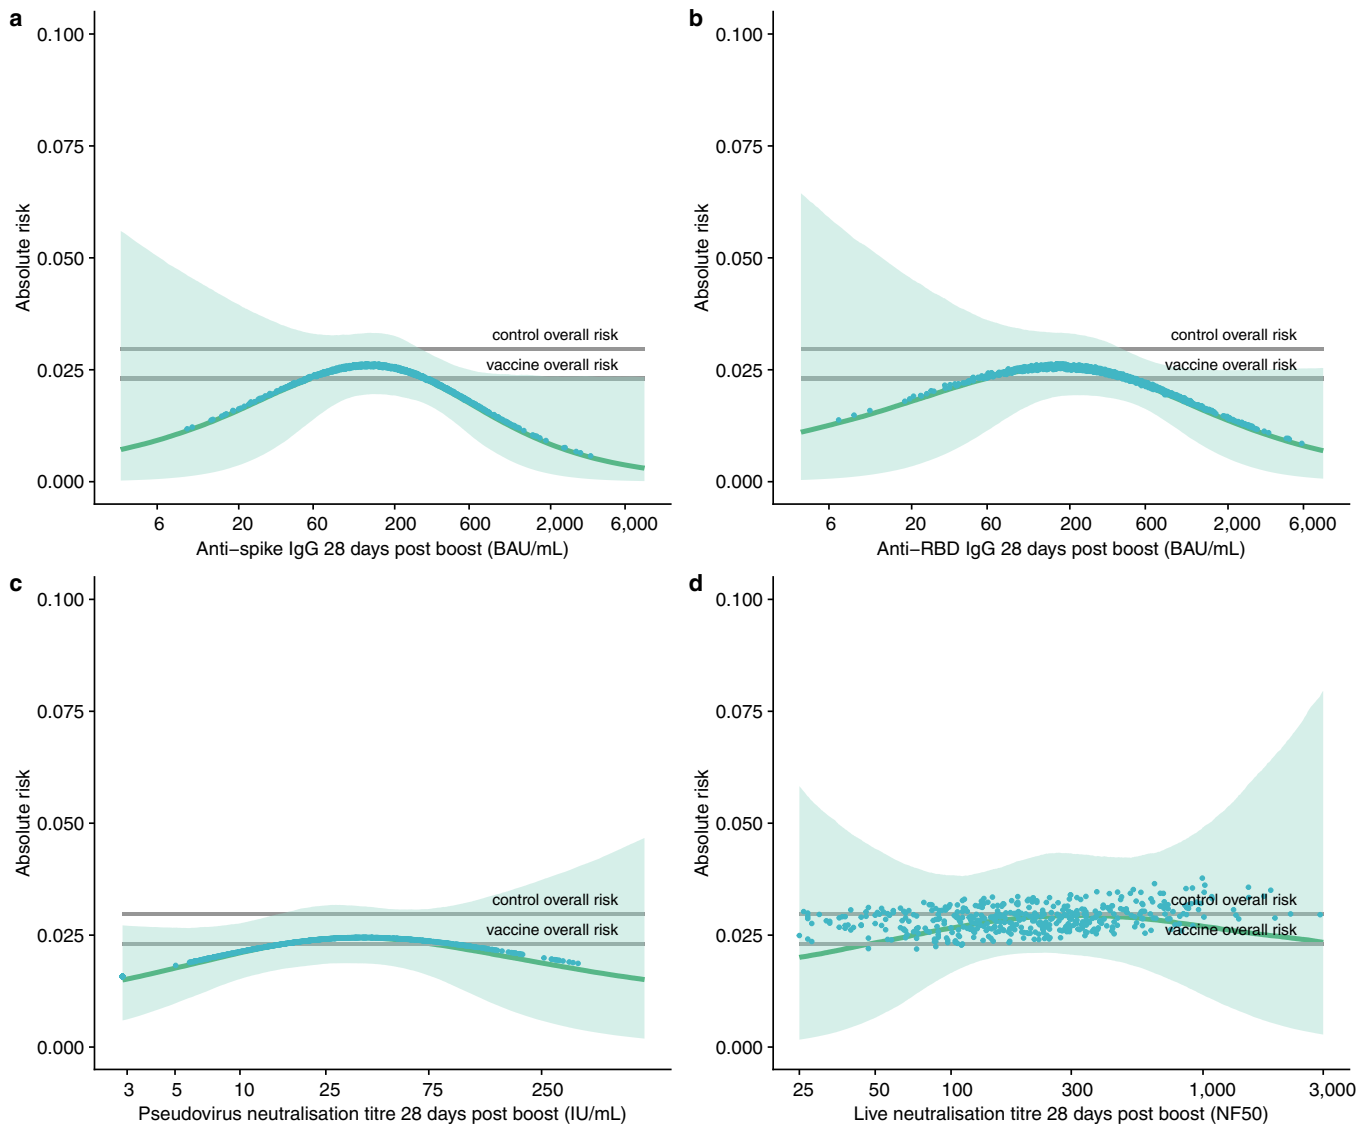 a
0.100
0.075
0.050
0.025
0.000
Absolute risk
control overall risk
vaccine overall risk
6 20 60 200 600 2,000 6,000
Anti−spike IgG 28 days post boost (BAU/mL)
b
0.100
0.075
0.050
0.025
0.000
Absolute risk
control overall risk
vaccine overall risk
6 20 60 200 600 2,000 6,000
Anti−RBD IgG 28 days post boost (BAU/mL)
c
0.100
0.075
0.050
0.025
0.000
Absolute risk
control overall risk
vaccine overall risk
3 5 10 25 75 250
Pseudovirus neutralisation titre 28 days post boost (IU/mL)
d
0.100
0.075
0.050
0.025
0.000
Absolute risk
control overall risk
vaccine overall risk
25 50 100 300 1,000 3,000
Live neutralisation titre 28 days post boost (NF50)